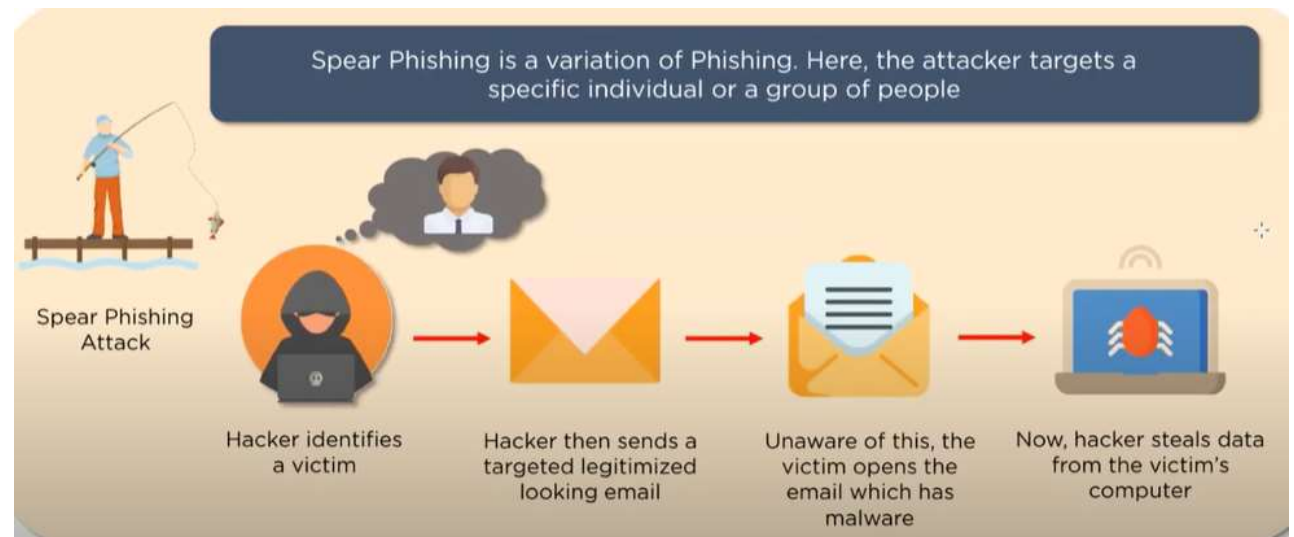 Spear Phishing is a variation of Phishing. Here, the attacker targets a
specific individual or a group of people
Spear Phishing
Attack
Hacker identifies
a victim
Hacker then sends a
targeted legitimized
looking email
Unaware of this, the
victim opens the
email which has
malware
Now, hacker steals data
from the victim's
computer